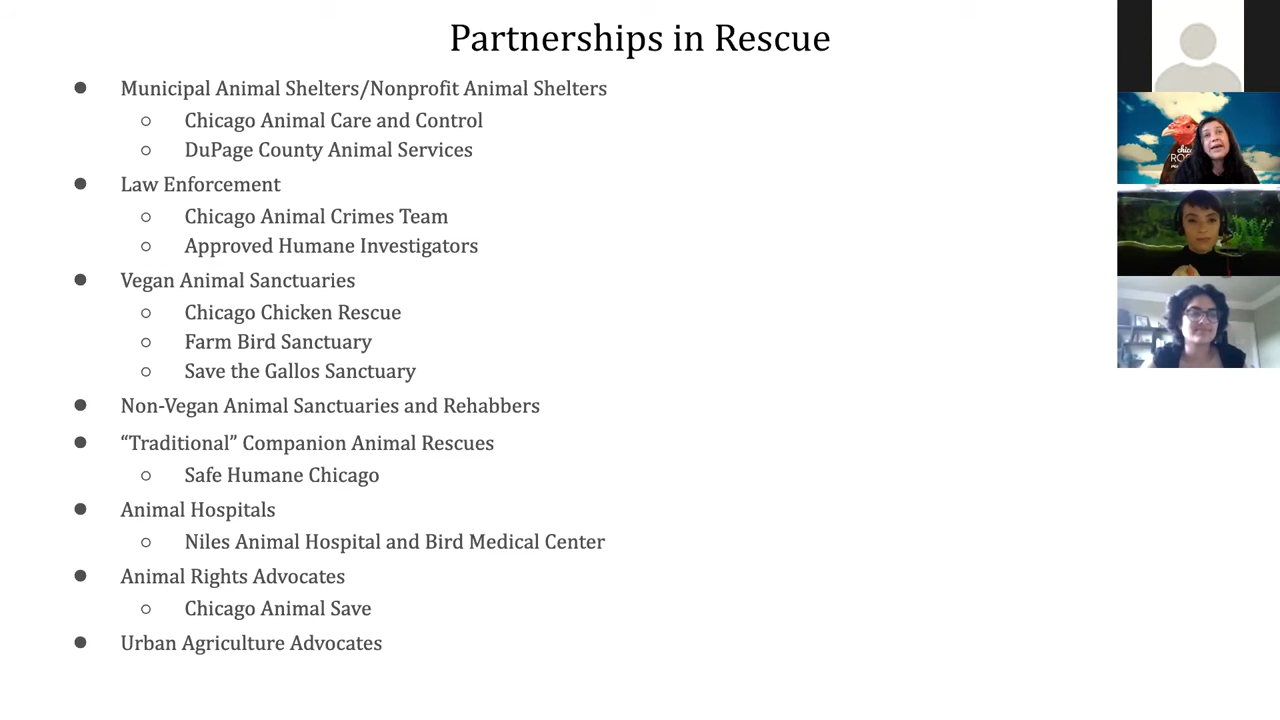 Partnerships in Rescue
● Municipal Animal Shelters/Nonprofit Animal Shelters
○ Chicago Animal Care and Control
○ DuPage County Animal Services
● Law Enforcement
○ Chicago Animal Crimes Team
○ Approved Humane Investigators
● Vegan Animal Sanctuaries
○ Chicago Chicken Rescue
○ Farm Bird Sanctuary
○ Save the Gallos Sanctuary
● Non-Vegan Animal Sanctuaries and Rehabbers
● “Traditional” Companion Animal Rescues
○ Safe Humane Chicago
● Animal Hospitals
○ Niles Animal Hospital and Bird Medical Center
● Animal Rights Advocates
○ Chicago Animal Save
● Urban Agriculture Advocates